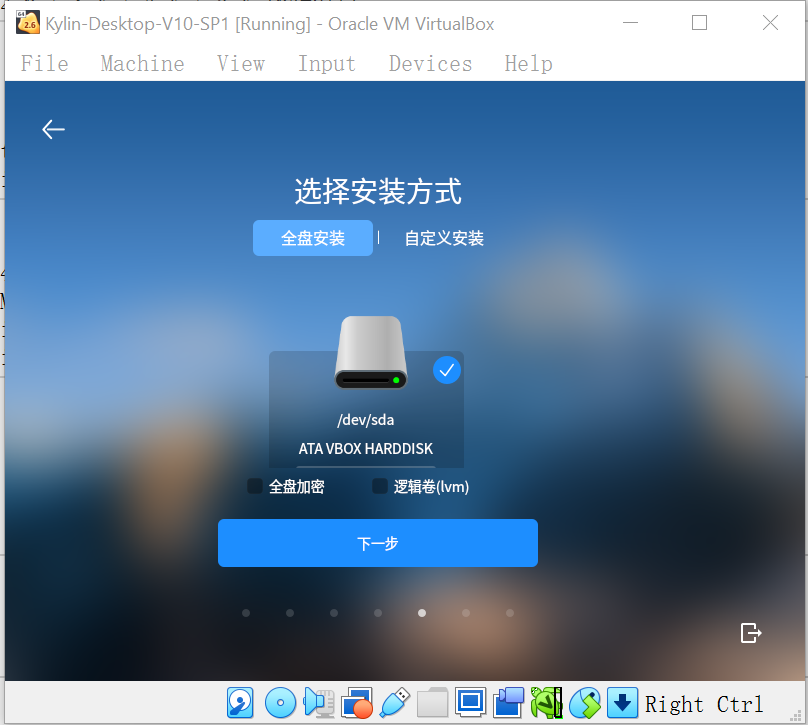 Kylin-Desktop-V10-SP1 [Running] - Oracle VM VirtualBox
File Machine View Input Devices Help
选择安装方式
全盘安装 | 自定义安装
/dev/sda
ATA VBOX HARDDISK
全盘加密 逻辑卷(lvm)
下一步
Right Ctrl